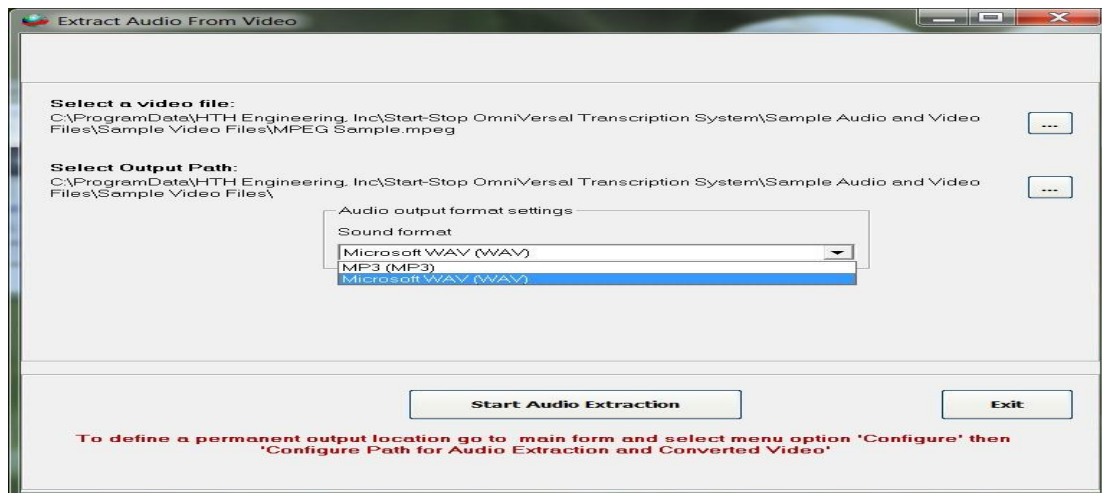 Extract Audio From Video
Select a video file:
C:\ProgramData\HTH Engineering, Inc\Start-Stop OmniVersal Transcription System\Sample Audio and Video
Files\Sample Video Files\MPEG Sample.mpeg
...
Select Output Path:
C:\ProgramData\HTH Engineering, Inc\Start-Stop OmniVersal Transcription System\Sample Audio and Video
Files\Sample Video Files\
...
Audio output format settings
Sound format
Microsoft WAV (WAV)
MP3 (MP3)
Microsoft WAV (WAV)
Start Audio Extraction
Exit
To define a permanent output location go to main form and select menu option 'Configure' then
'Configure Path for Audio Extraction and Converted Video'